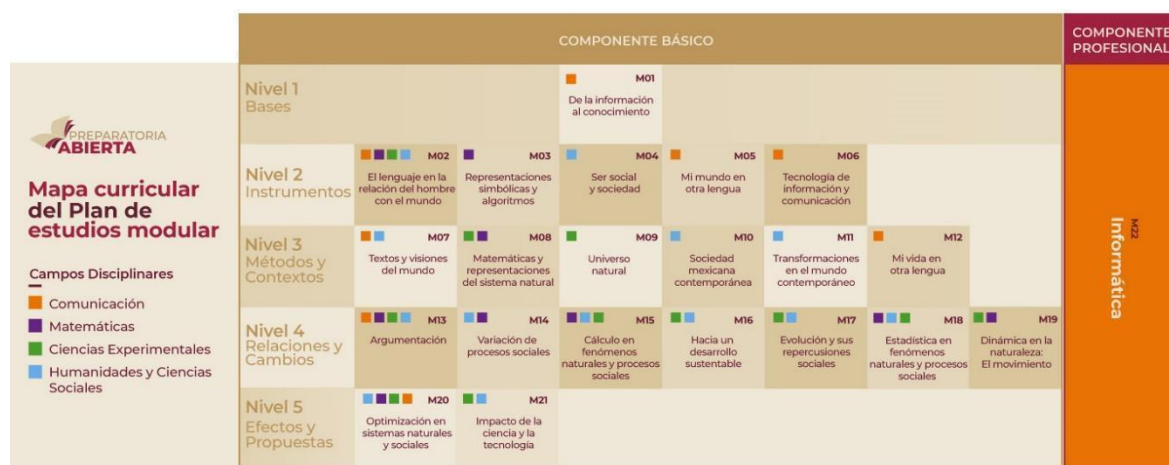 COMPONENTE BÁSICO
COMPONENTE
PROFESIONAL
PREPARATORIA
ABIERTA
Mapa curricular
del Plan de
estudios modular
Campos Disciplinares
Comunicación
Matemáticas
Ciencias Experimentales
Humanidades y Ciencias
Sociales
Nivel 1
Bases
M01
De la información
al conocimiento
Nivel 2
Instrumentos
M02
El lenguaje en la
relación del hombre
con el mundo
M03
Representaciones
simbólicas y
algoritmos
M04
Ser social
y sociedad
M05
Mi mundo en
otra lengua
M06
Tecnología de
información y
comunicación
Nivel 3
Métodos y
Contextos
M07
Textos y visiones
del mundo
M08
Matemáticas y
representaciones
del sistema natural
M09
Universo
natural
M10
Sociedad
mexicana
contemporánea
M11
Transformaciones
en el mundo
contemporáneo
M12
Mi vida en
otra lengua
Nivel 4
Relaciones y
Cambios
M13
Argumentación
M14
Variación de
procesos sociales
M15
Cálculo en
fenómenos
naturales y procesos
sociales
M16
Hacia un
desarrollo
sustentable
M17
Evolución y sus
repercusiones
sociales
M18
Estadística en
fenómenos
naturales y procesos
sociales
M19
Dinámica en la
naturaleza:
El movimiento
Nivel 5
Efectos y
Propuestas
M20
Optimización en
sistemas naturales
y sociales
M21
Impacto de la
ciencia y la
tecnología
M22
Informática